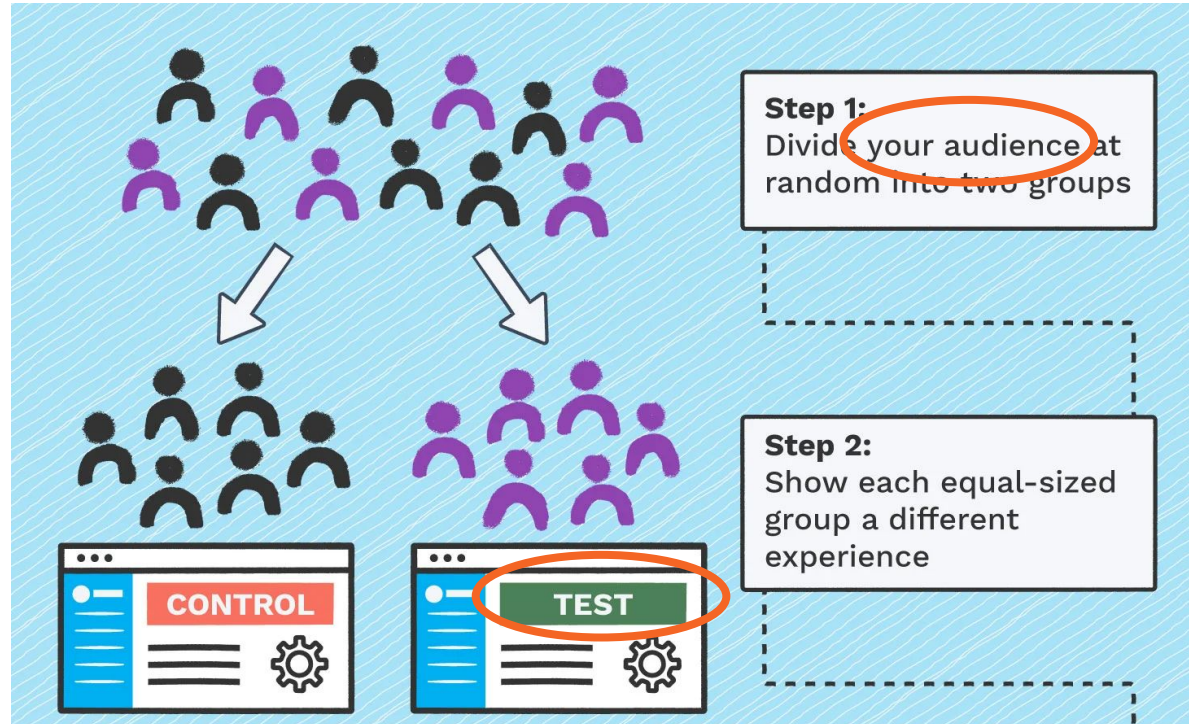 Step 1:
Divide your audience at
random into two groups
Step 2:
Show each equal-sized
group a different
experience
CONTROL
TEST